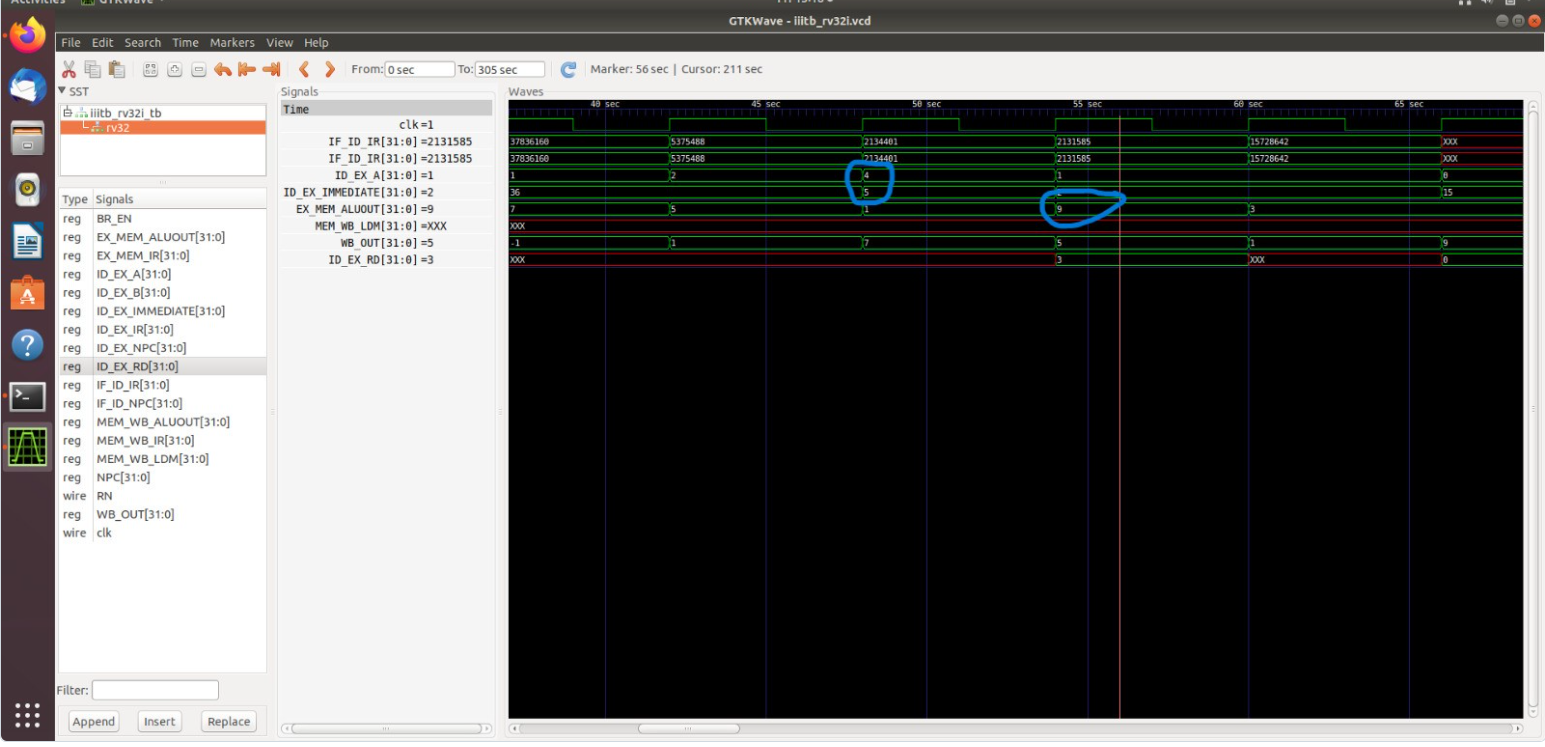 Activities
GTKWave
GTKWave - iiitb_rv32i.vcd
File Edit Search Time Markers View Help
From: 0 sec To: 305 sec Marker: 56 sec | Cursor: 211 sec
SST
iiitb_rv32i_tb
rv32
Type Signals
reg BR_EN
reg EX_MEM_ALUOUT[31:0]
reg EX_MEM_IR[31:0]
reg ID_EX_A[31:0]
reg ID_EX_B[31:0]
reg ID_EX_IMMEDIATE[31:0]
reg ID_EX_IR[31:0]
reg ID_EX_NPC[31:0]
reg ID_EX_RD[31:0]
reg IF_ID_IR[31:0]
reg IF_ID_NPC[31:0]
reg MEM_WB_ALUOUT[31:0]
reg MEM_WB_IR[31:0]
reg MEM_WB_LDM[31:0]
reg NPC[31:0]
wire RN
reg WB_OUT[31:0]
wire clk
Filter:
Append Insert Replace
Signals
Time
clk=1
IF_ID_IR[31:0] =2131585
IF_ID_IR[31:0] =2131585
ID_EX_A[31:0] =1
ID_EX_IMMEDIATE[31:0] =2
EX_MEM_ALUOUT[31:0] =9
MEM_WB_LDM[31:0] =XXX
WB_OUT[31:0] =5
ID_EX_RD[31:0] =3
Waves
40 sec 45 sec 50 sec 55 sec 60 sec 65 sec
37836160 5375488 2134401 2131585 15728642 XXX
37836160 5375488 2134401 2131585 15728642 XXX
1 2 4 1 0
36 5 2 15
7 5 1 9 3
XXX
-1 1 7 5 1 9
XXX 3 XXX 0